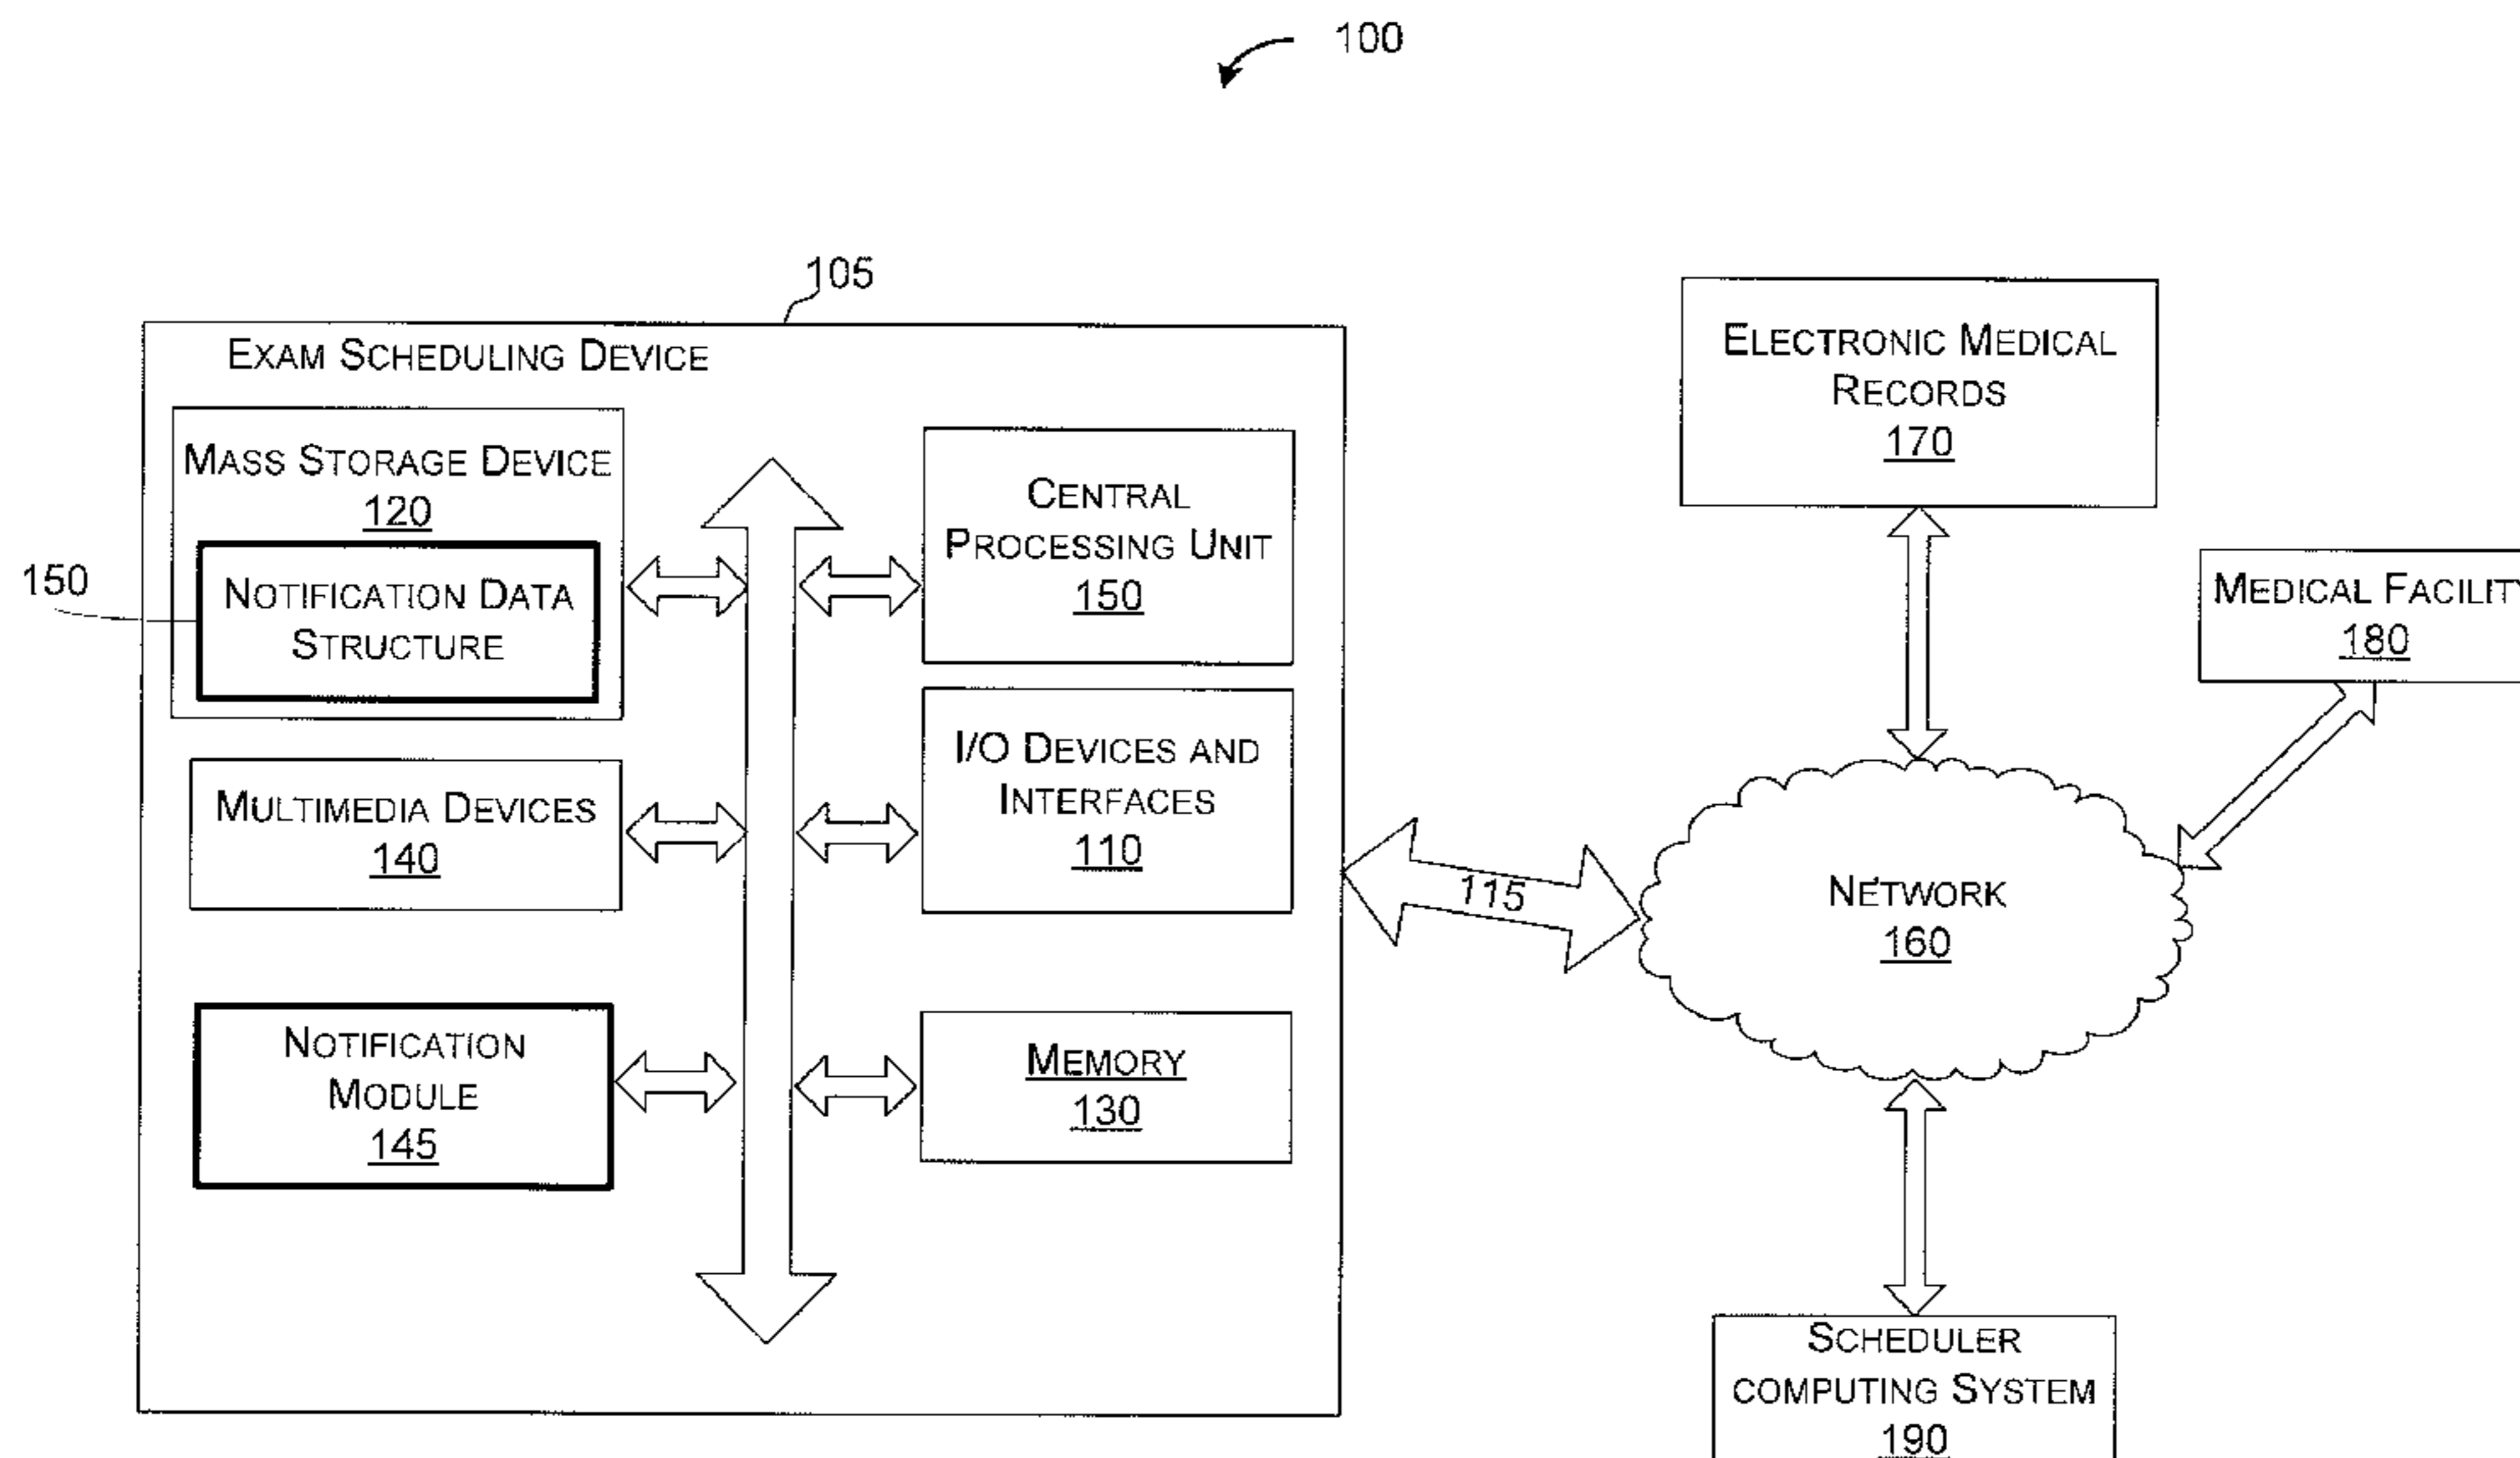 100
105
EXAM SCHEDULING DEVICE
MASS STORAGE DEVICE
120
150
NOTIFICATION DATA
STRUCTURE
MULTIMEDIA DEVICES
140
NOTIFICATION
MODULE
145
CENTRAL
PROCESSING UNIT
150
I/O DEVICES AND
INTERFACES
110
MEMORY
130
115
ELECTRONIC MEDICAL
RECORDS
170
MEDICAL FACILITY
180
NETWORK
160
SCHEDULER
COMPUTING SYSTEM
190